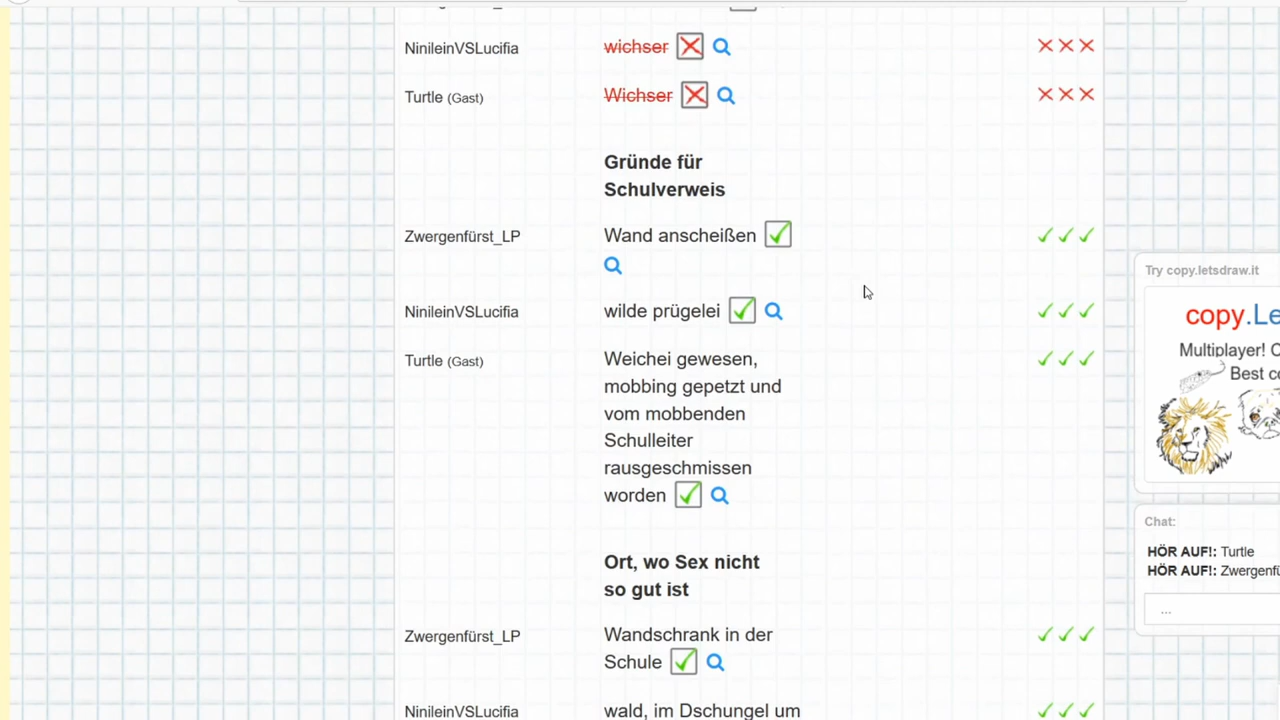 NinileinVSLucifia wichser
Turtle (Gast) Wichser
Gründe für
Schulverweis
Zwergenfürst_LP Wand anscheißen
NinileinVSLucifia wilde prügelei
Turtle (Gast) Weichei gewesen,
mobbing gepetzt und
vom mobbenden
Schulleiter
rausgeschmissen
worden
Ort, wo Sex nicht
so gut ist
Zwergenfürst_LP Wandschrank in der
Schule
NinileinVSLucifia wald, im Dschungel um
Try copy.letsdraw.it
copy.Le
Multiplayer! C
Best co
Chat:
HÖR AUF!: Turtle
HÖR AUF!: Zwergenfü
...